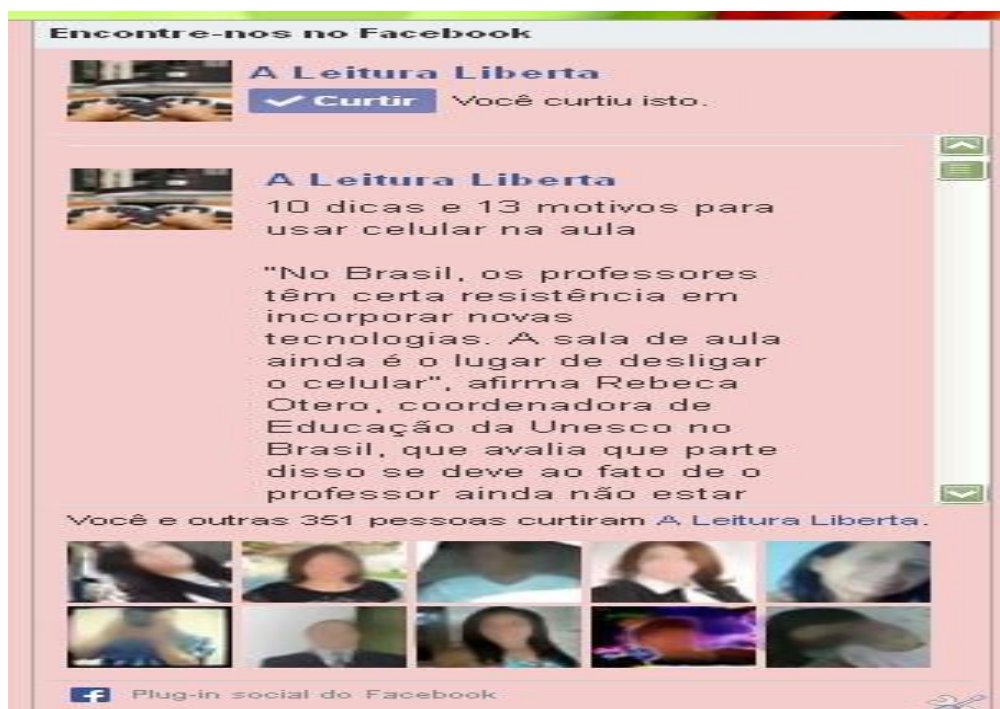 Encontre-nos no Facebook
A Leitura Liberta
Curtir Você curtiu isto.
A Leitura Liberta
10 dicas e 13 motivos para
usar celular na aula
"No Brasil, os professores
têm certa resistência em
incorporar novas
tecnologias. A sala de aula
ainda é o lugar de desligar
o celular", afirma Rebeca
Otero, coordenadora de
Educação da Unesco no
Brasil, que avalia que parte
disso se deve ao fato de o
professor ainda não estar
Você e outras 351 pessoas curtiram A Leitura Liberta.
Plug-in social do Facebook